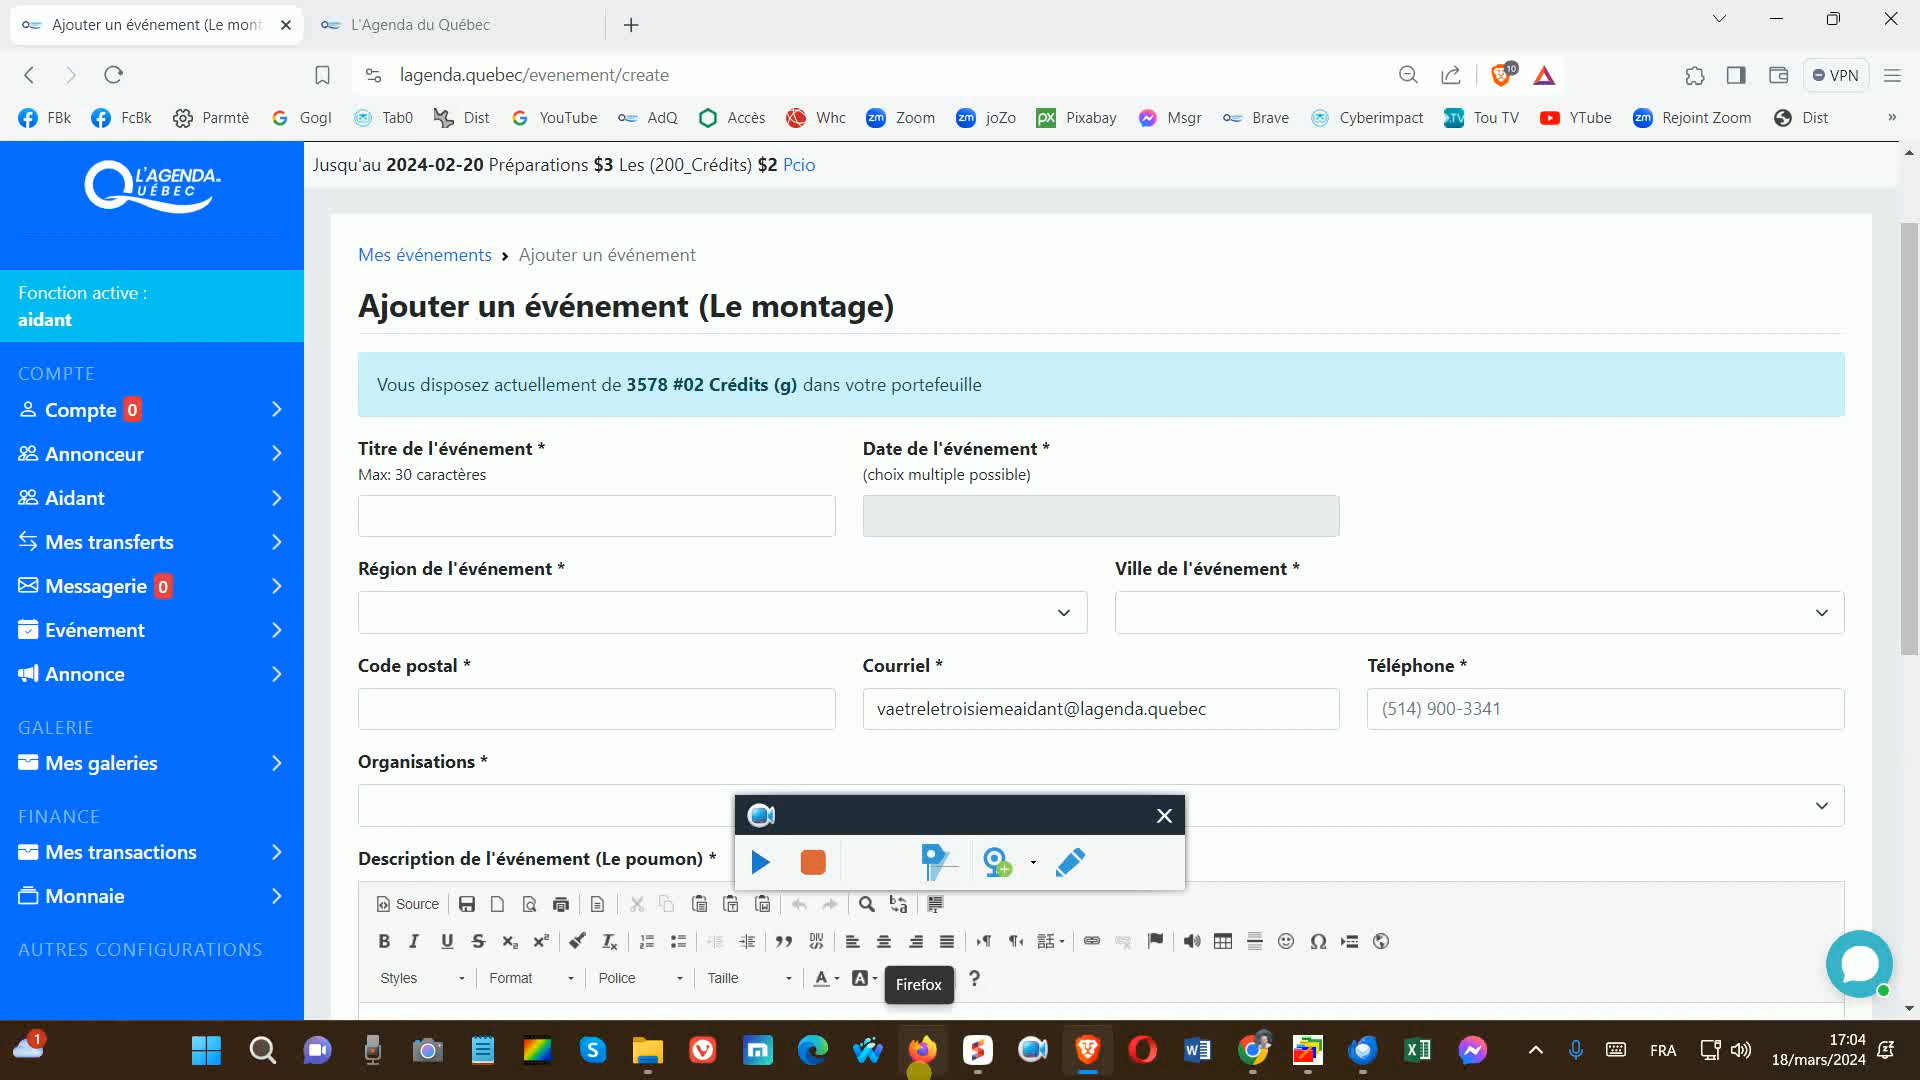 Ajouter un événement (Le mont
L'Agenda du Québec
lagenda.quebec/evenement/create
10
VPN
FBk
FcBk
Parmtè
Gogl
Tab0
Dist
YouTube
AdQ
Accès
Whc
Zoom
joZo
Pixabay
Msgr
Brave
Cyberimpact
Tou TV
YTube
Rejoint Zoom
Dist
L'AGENDA
QUÉBEC
Jusqu'au 2024-02-20 Préparations $3 Les (200_Crédits) $2 Pcio
Fonction active :
aidant
COMPTE
Compte 0
Annonceur
Aidant
Mes transferts
Messagerie 0
Evénement
Annonce
GALERIE
Mes galeries
FINANCE
Mes transactions
Monnaie
AUTRES CONFIGURATIONS
Mes événements › Ajouter un événement
Ajouter un événement (Le montage)
Vous disposez actuellement de 3578 #02 Crédits (g) dans votre portefeuille
Titre de l'événement *
Max: 30 caractères
Date de l'événement *
(choix multiple possible)
Région de l'événement *
Ville de l'événement *
Code postal *
Courriel *
vaetreletroisiemeaidant@lagenda.quebec
Téléphone *
(514) 900-3341
Organisations *
Description de l'événement (Le poumon) *
Source
Styles
Format
Police
Taille
Firefox
1
FRA
17:04
18/mars/2024